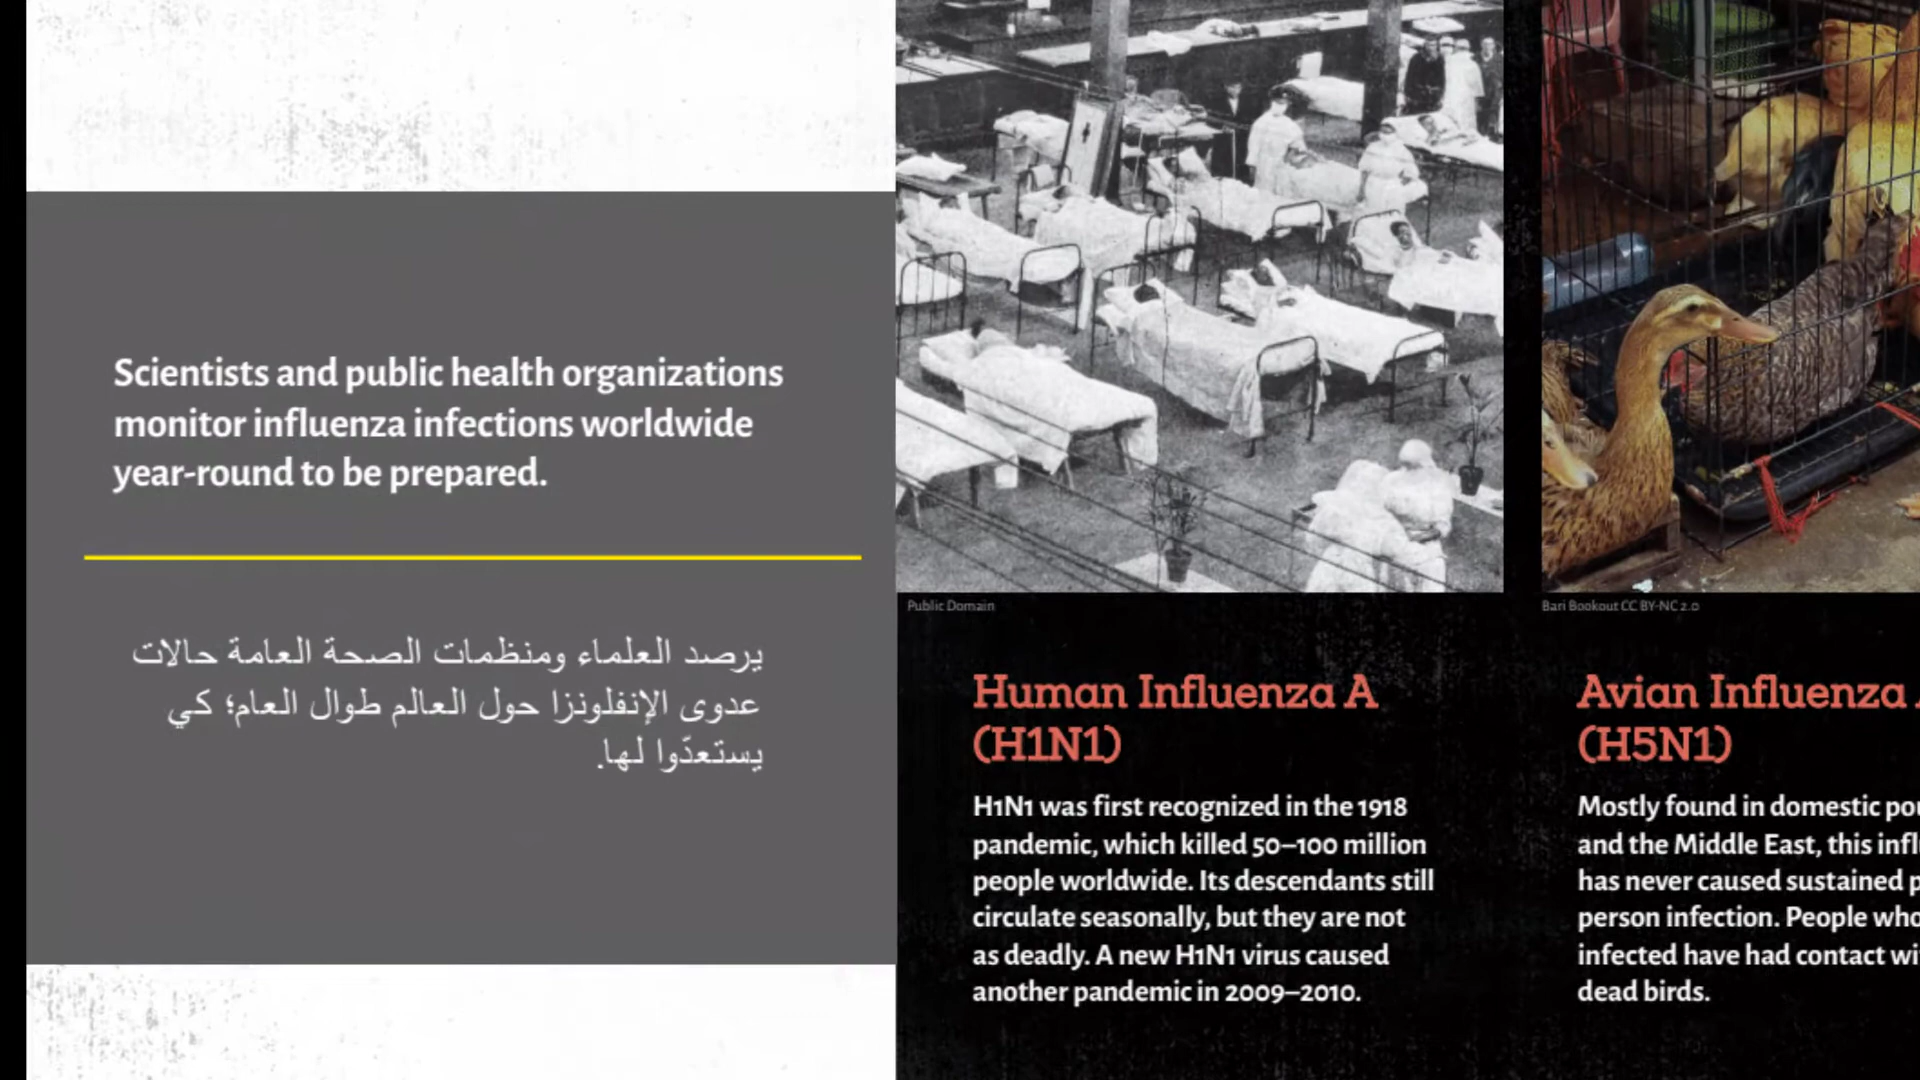 Scientists and public health organizations
monitor influenza infections worldwide
year-round to be prepared.
يرصد العلماء ومنظمات الصحة العامة حالات
عدوى الإنفلونزا حول العالم طوال العام؛ كي
يستعدّوا لها.
Public Domain
Human Influenza A
(H1N1)
H1N1 was first recognized in the 1918
pandemic, which killed 50–100 million
people worldwide. Its descendants still
circulate seasonally, but they are not
as deadly. A new H1N1 virus caused
another pandemic in 2009–2010.
Bari Bookout CC BY-NC 2.0
Avian Influenza
(H5N1)
Mostly found in domestic
and the Middle East, this
has never caused sustained
person infection. People
infected have had contact
dead birds.